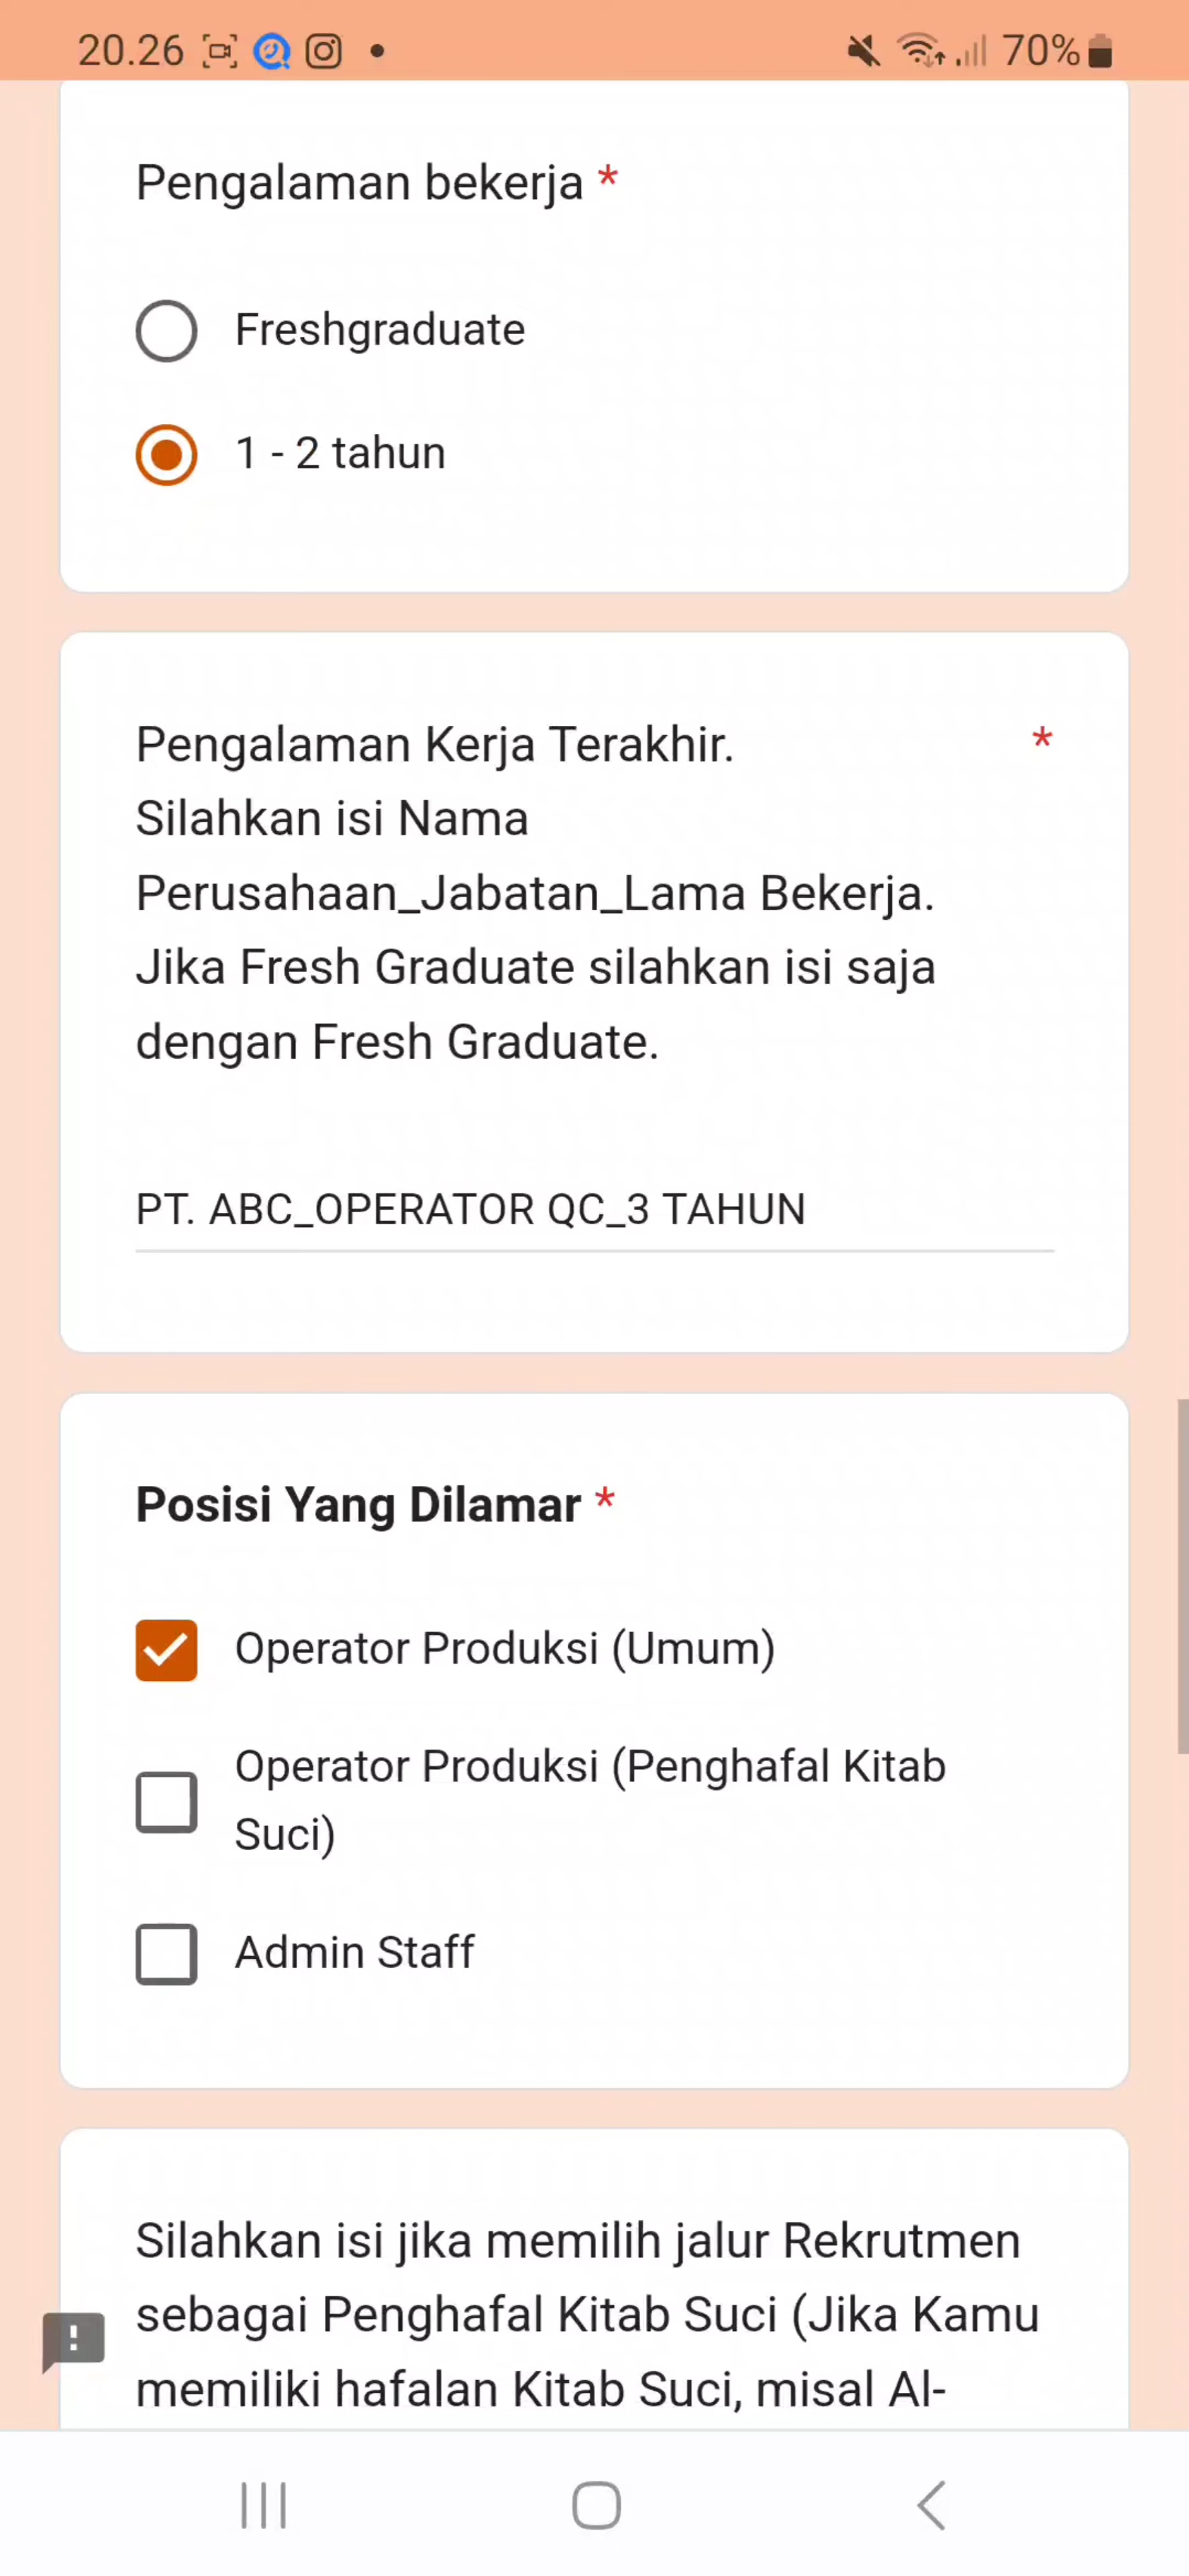 20.26
70%
Pengalaman bekerja *
Freshgraduate
1 - 2 tahun
Pengalaman Kerja Terakhir. *
Silahkan isi Nama
Perusahaan_Jabatan_Lama Bekerja.
Jika Fresh Graduate silahkan isi saja
dengan Fresh Graduate.
PT. ABC_OPERATOR QC_3 TAHUN
Posisi Yang Dilamar *
Operator Produksi (Umum)
Operator Produksi (Penghafal Kitab
Suci)
Admin Staff
Silahkan isi jika memilih jalur Rekrutmen
sebagai Penghafal Kitab Suci (Jika Kamu
memiliki hafalan Kitab Suci, misal Al-